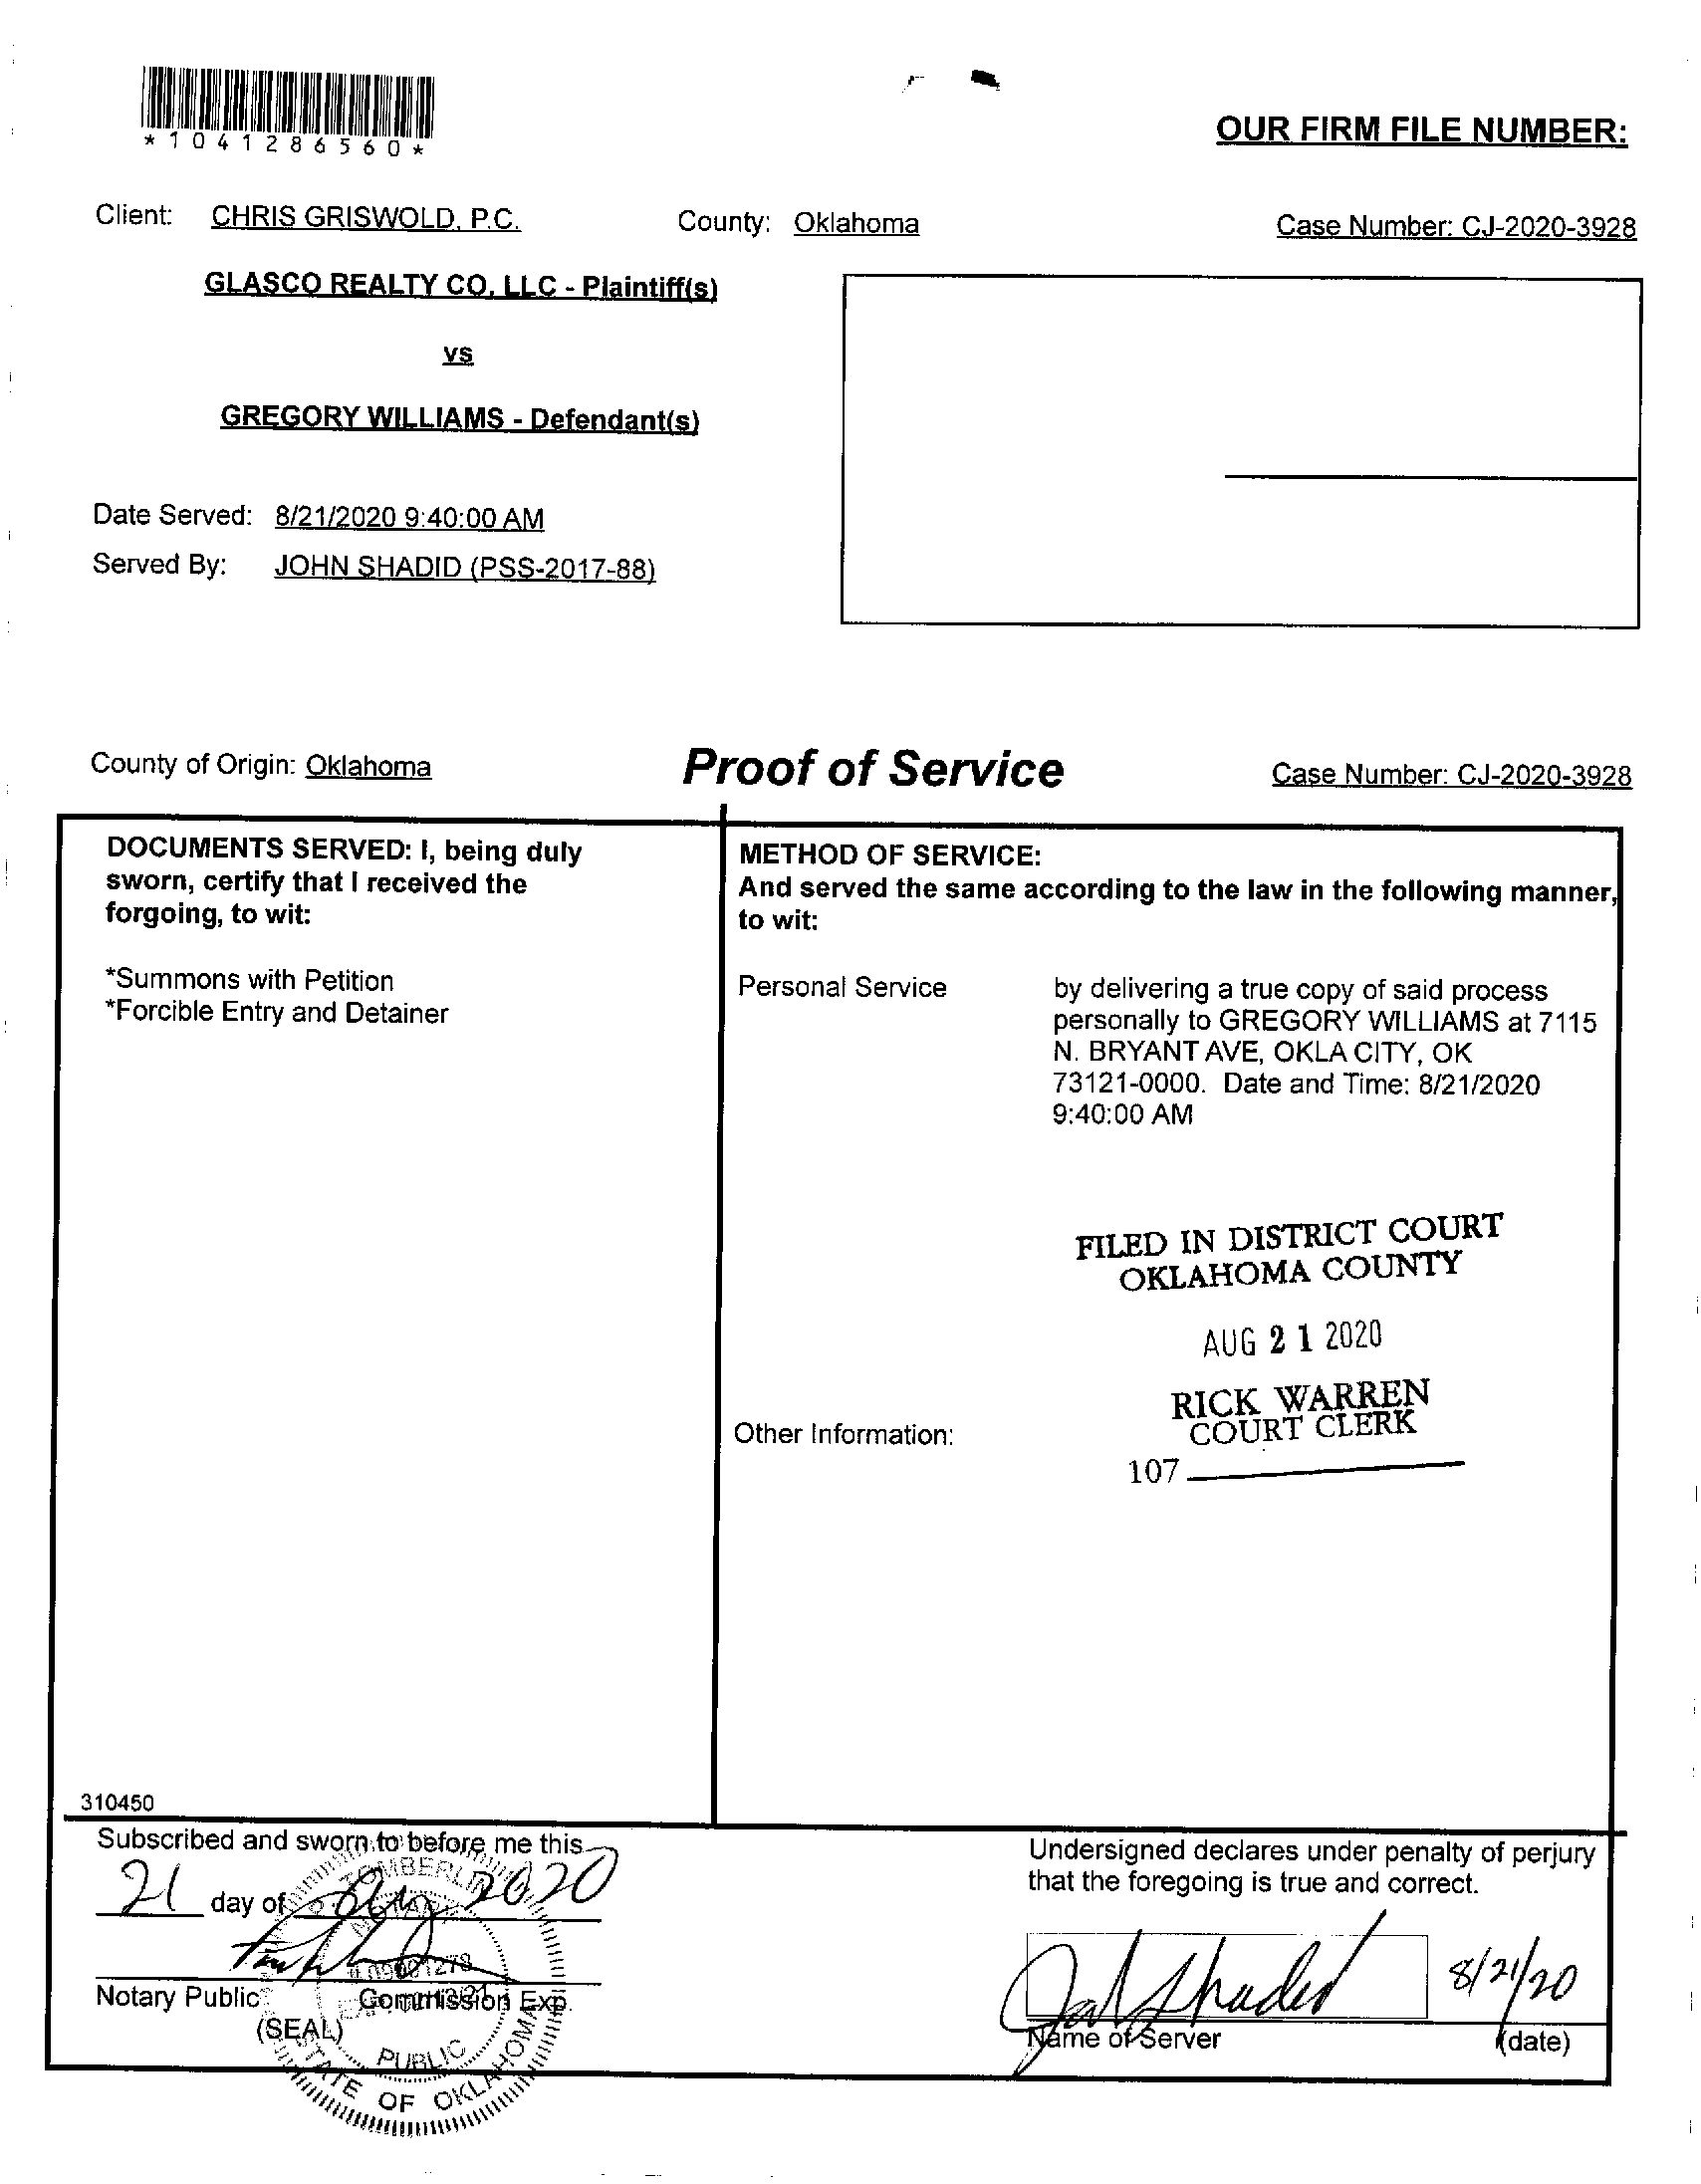 *1041286560*
OUR FIRM FILE NUMBER:
Client: CHRIS GRISWOLD, P.C. County: Oklahoma Case Number: CJ-2020-3928
GLASCO REALTY CO, LLC - Plaintiff(s)
vs
GREGORY WILLIAMS - Defendant(s)
Date Served: 8/21/2020 9:40:00 AM
Served By: JOHN SHADID (PSS-2017-88)
County of Origin: Oklahoma Proof of Service Case Number: CJ-2020-3928
DOCUMENTS SERVED: I, being duly
sworn, certify that I received the
forgoing, to wit:
*Summons with Petition
*Forcible Entry and Detainer
METHOD OF SERVICE:
And served the same according to the law in the following manner,
to wit:
Personal Service
by delivering a true copy of said process
personally to GREGORY WILLIAMS at 7115
N. BRYANT AVE, OKLA CITY, OK
73121-0000. Date and Time: 8/21/2020
9:40:00 AM
FILED IN DISTRICT COURT
OKLAHOMA COUNTY
AUG 21 2020
RICK WARREN
COURT CLERK
107
Other Information:
310450
Subscribed and sworn to before me this
21 day of Aug 2020
Notary Public Commission Exp.
(SEAL)
NOTARY
# 09001278
PUBLIC
STATE OF OKLAHOMA
Undersigned declares under penalty of perjury
that the foregoing is true and correct.
8/21/20
Name of Server (date)